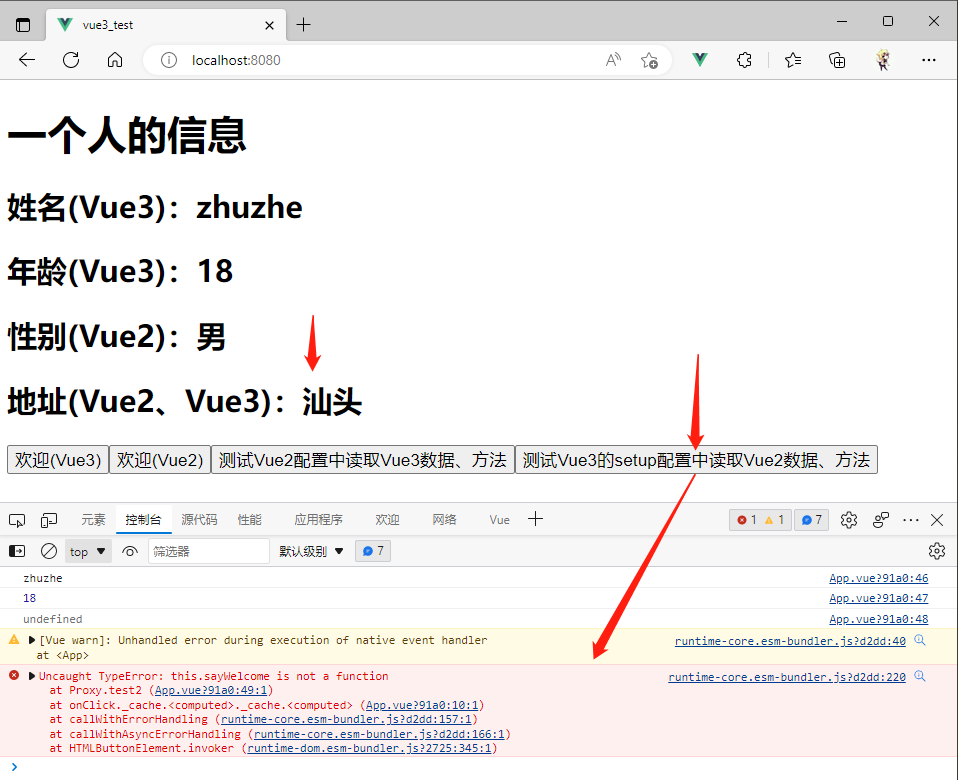 vue3_test
localhost:8080
一个人的信息
姓名(Vue3)：zhuzhe
年龄(Vue3)：18
性别(Vue2)：男
地址(Vue2、Vue3)：汕头
欢迎(Vue3) 欢迎(Vue2) 测试Vue2配置中读取Vue3数据、方法 测试Vue3的setup配置中读取Vue2数据、方法
元素 控制台 源代码 性能 应用程序 欢迎 网络 Vue 1 1 7
top 筛选器 默认级别 7
zhuzhe App.vue?91a0:46
18 App.vue?91a0:47
undefined App.vue?91a0:48
[Vue warn]: Unhandled error during execution of native event handler runtime-core.esm-bundler.js?d2dd:40
at <App>
Uncaught TypeError: this.sayWelcome is not a function runtime-core.esm-bundler.js?d2dd:220
at Proxy.test2 (App.vue?91a0:49:1)
at onClick._cache.<computed>._cache.<computed> (App.vue?91a0:10:1)
at callWithErrorHandling (runtime-core.esm-bundler.js?d2dd:157:1)
at callWithAsyncErrorHandling (runtime-core.esm-bundler.js?d2dd:166:1)
at HTMLButtonElement.invoker (runtime-dom.esm-bundler.js?2725:345:1)